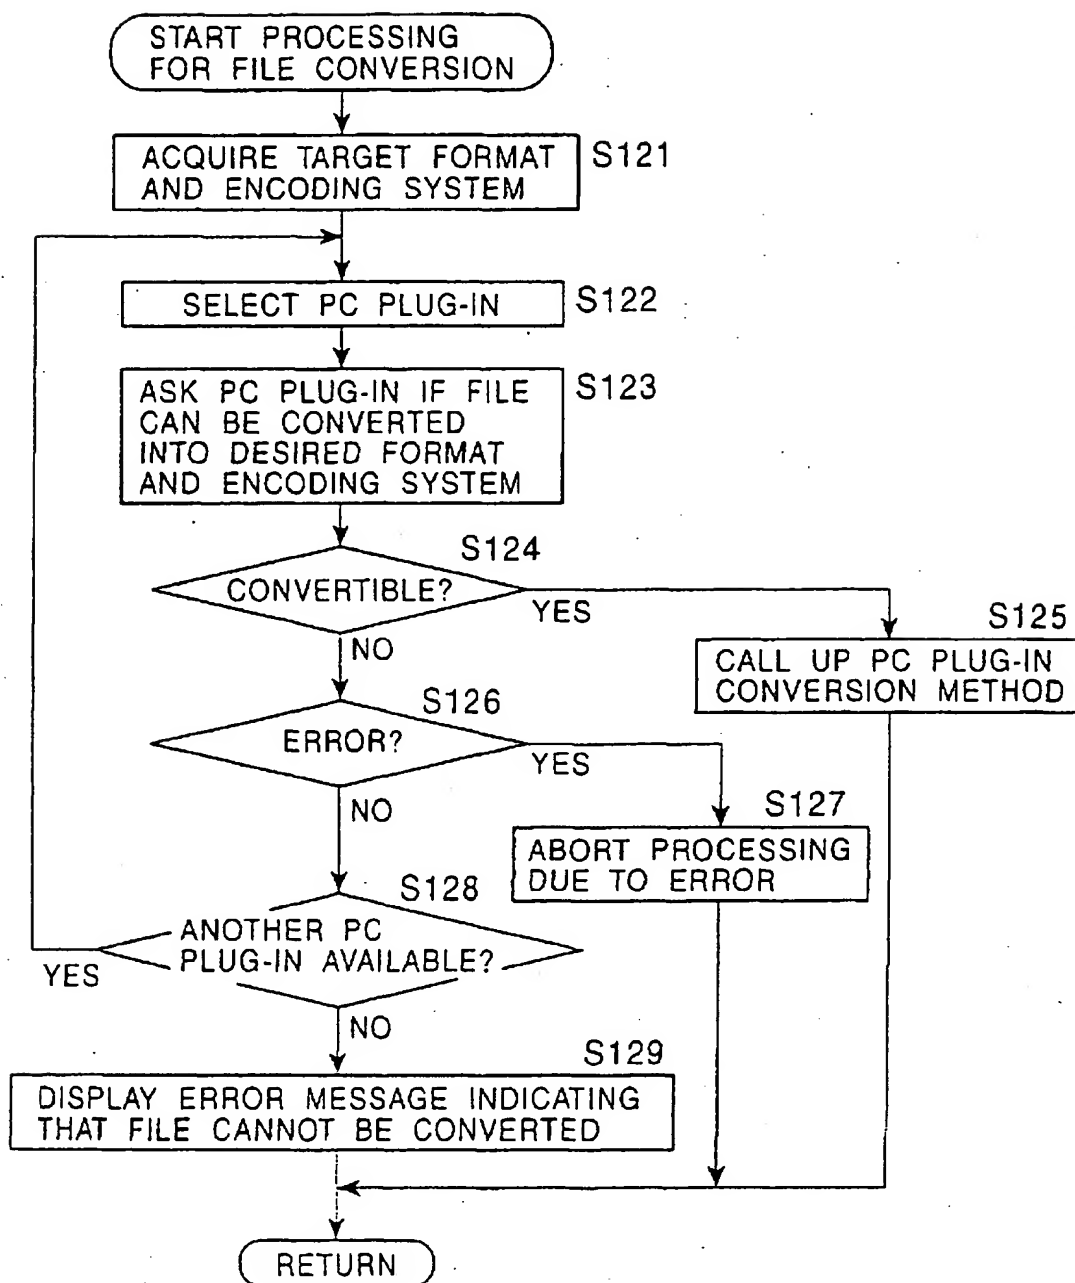 START PROCESSING
FOR FILE CONVERSION
ACQUIRE TARGET FORMAT
AND ENCODING SYSTEM
S121
SELECT PC PLUG-IN
S122
ASK PC PLUG-IN IF FILE
CAN BE CONVERTED
INTO DESIRED FORMAT
AND ENCODING SYSTEM
S123
S124
CONVERTIBLE?
YES
NO
S125
CALL UP PC PLUG-IN
CONVERSION METHOD
S126
ERROR?
YES
NO
S127
ABORT PROCESSING
DUE TO ERROR
S128
ANOTHER PC
PLUG-IN AVAILABLE?
YES
NO
S129
DISPLAY ERROR MESSAGE INDICATING
THAT FILE CANNOT BE CONVERTED
RETURN